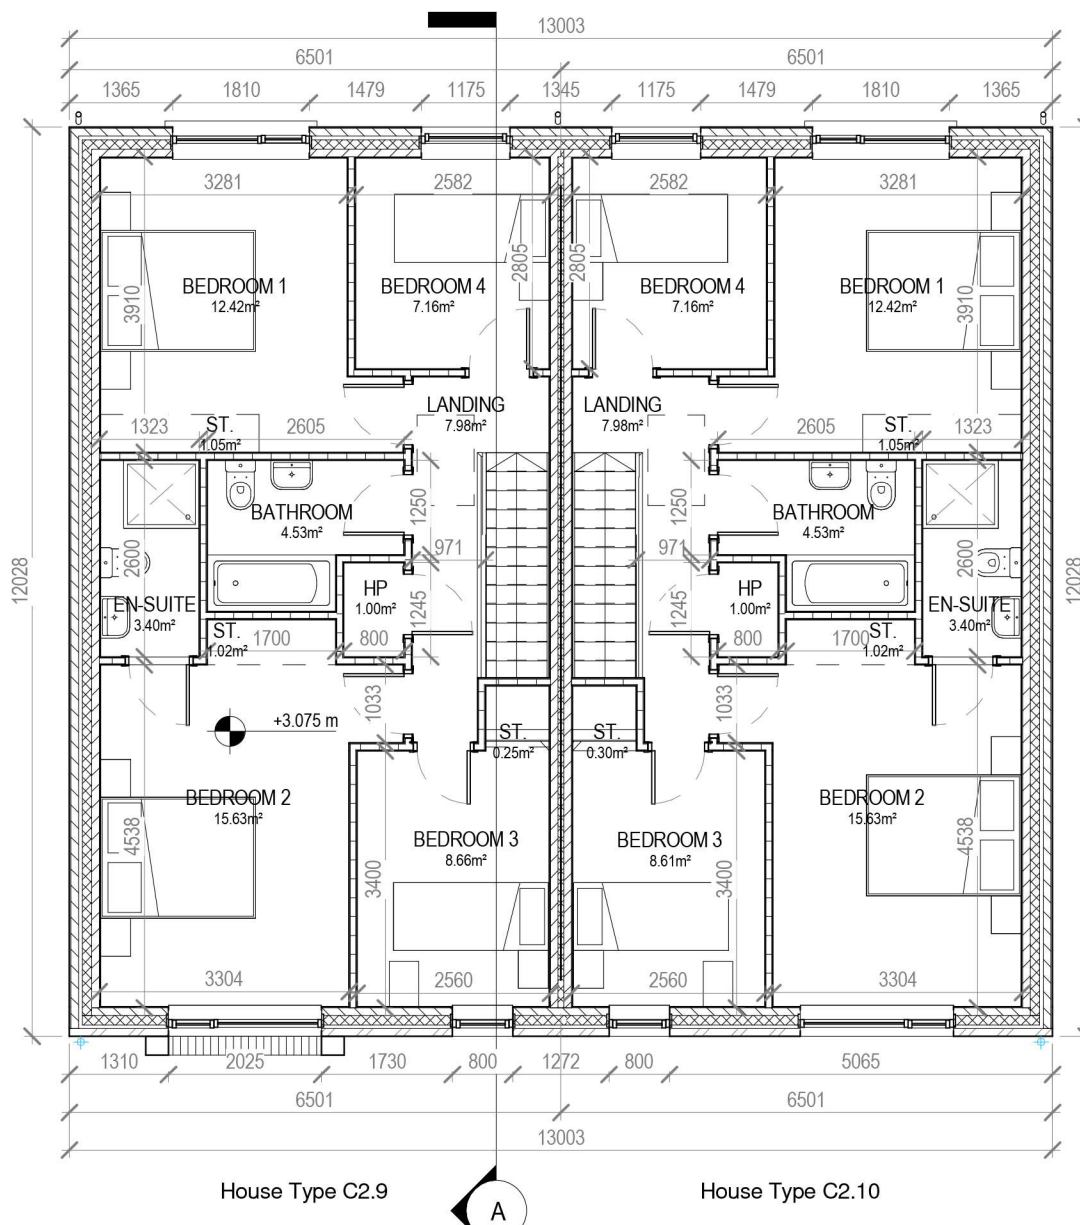 13003
6501 6501
1365 1810 1479 1175 1345 1175 1479 1810 1365
3281 2582 2582 3281
2805 2805
BEDROOM 1 BEDROOM 4 BEDROOM 4 BEDROOM 1
12.42m² 7.16m² 7.16m² 12.42m²
3910 3910
LANDING LANDING
7.98m² 7.98m²
ST. ST.
1.05m² 1.05m²
1323 2605 2605 1323
BATHROOM BATHROOM
4.53m² 4.53m²
1250 1250
2600 971 971 2600
12028 12028
HP HP
1.00m² 1.00m²
EN-SUITE EN-SUITE
3.40m² 3.40m²
1245 1245
ST. ST.
1.02m² 1.02m²
1700 800 800 1700
1033 1033
+3.075 m
ST. ST.
0.25m² 0.30m²
BEDROOM 2 BEDROOM 2
15.63m² 15.63m²
4538 4538
BEDROOM 3 BEDROOM 3
8.66m² 8.61m²
3400 3400
3304 2560 2560 3304
1310 2025 1730 800 1272 800 5065
6501 6501
13003
House Type C2.9 House Type C2.10
A